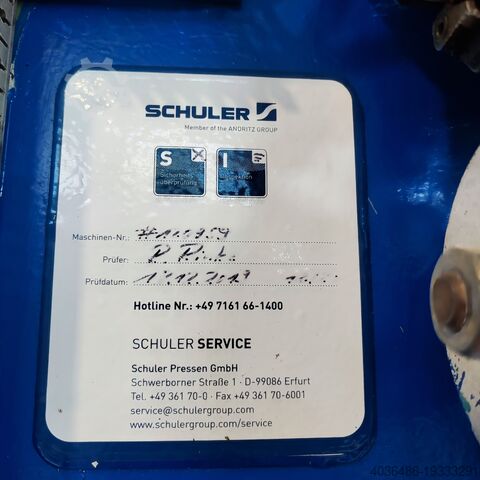 SCHULER
Member of the ANDRITZ GROUP
S I
Sicherheits
überprüfung
Maschinen-Nr.:
Prüfer:
Prüfdatum:
Hotline Nr.: +49 7161 66-1400
SCHULER SERVICE
Schuler Pressen GmbH
Schwerborner Straße 1 · D-99086 Erfurt
Tel. +49 361 70-0 · Fax +49 361 70-6001
service@schulergroup.com
www.schulergroup.com/service